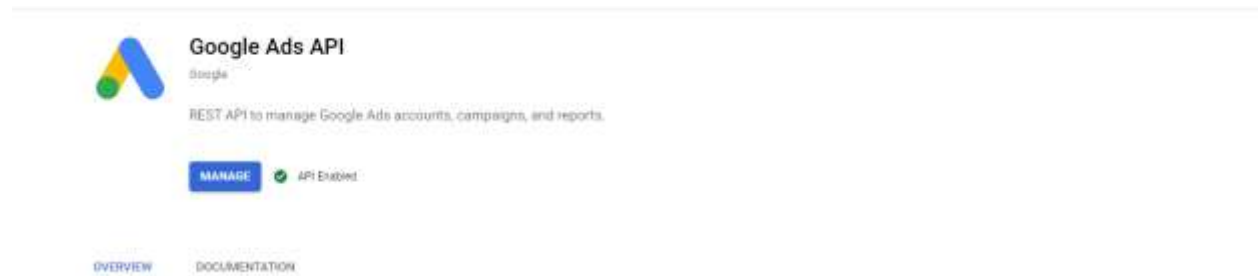 Google Ads API
Google
REST API to manage Google Ads accounts, campaigns, and reports.
MANAGE
API Enabled
OVERVIEW
DOCUMENTATION